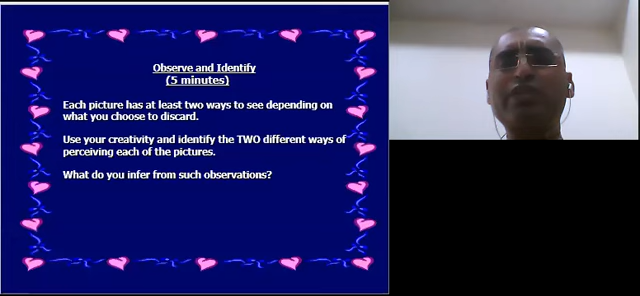 Observe and Identify
(5 minutes)
Each picture has at least two ways to see depending on
what you choose to discard.
Use your creativity and identify the TWO different ways of
perceiving each of the pictures.
What do you infer from such observations?